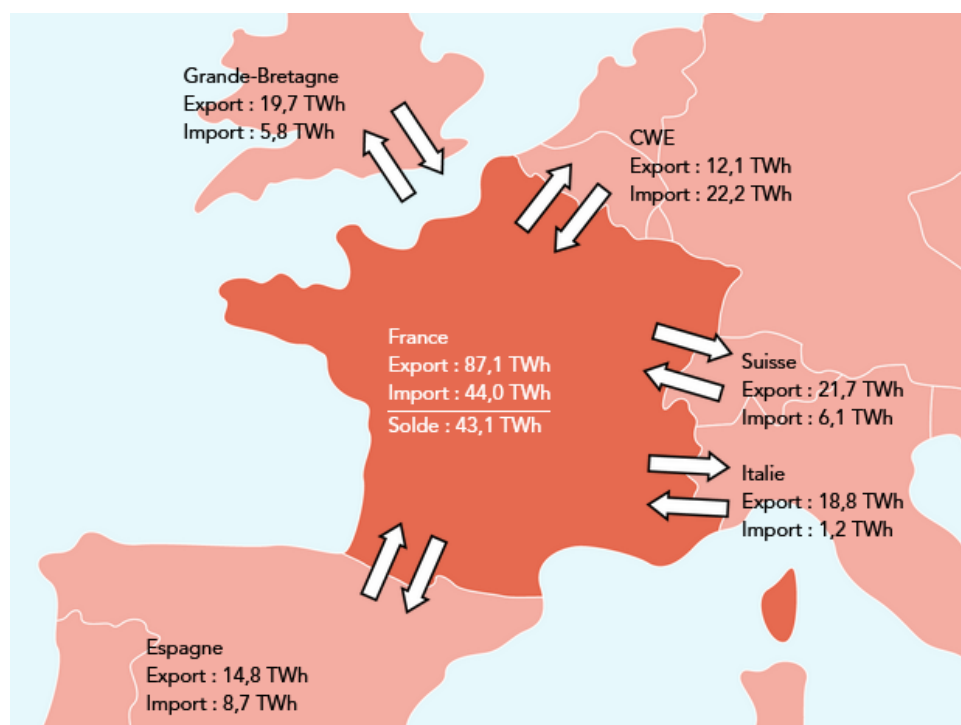 Grande-Bretagne
Export : 19,7 TWh
Import : 5,8 TWh
CWE
Export : 12,1 TWh
Import : 22,2 TWh
France
Export : 87,1 TWh
Import : 44,0 TWh
Solde : 43,1 TWh
Suisse
Export : 21,7 TWh
Import : 6,1 TWh
Italie
Export : 18,8 TWh
Import : 1,2 TWh
Espagne
Export : 14,8 TWh
Import : 8,7 TWh